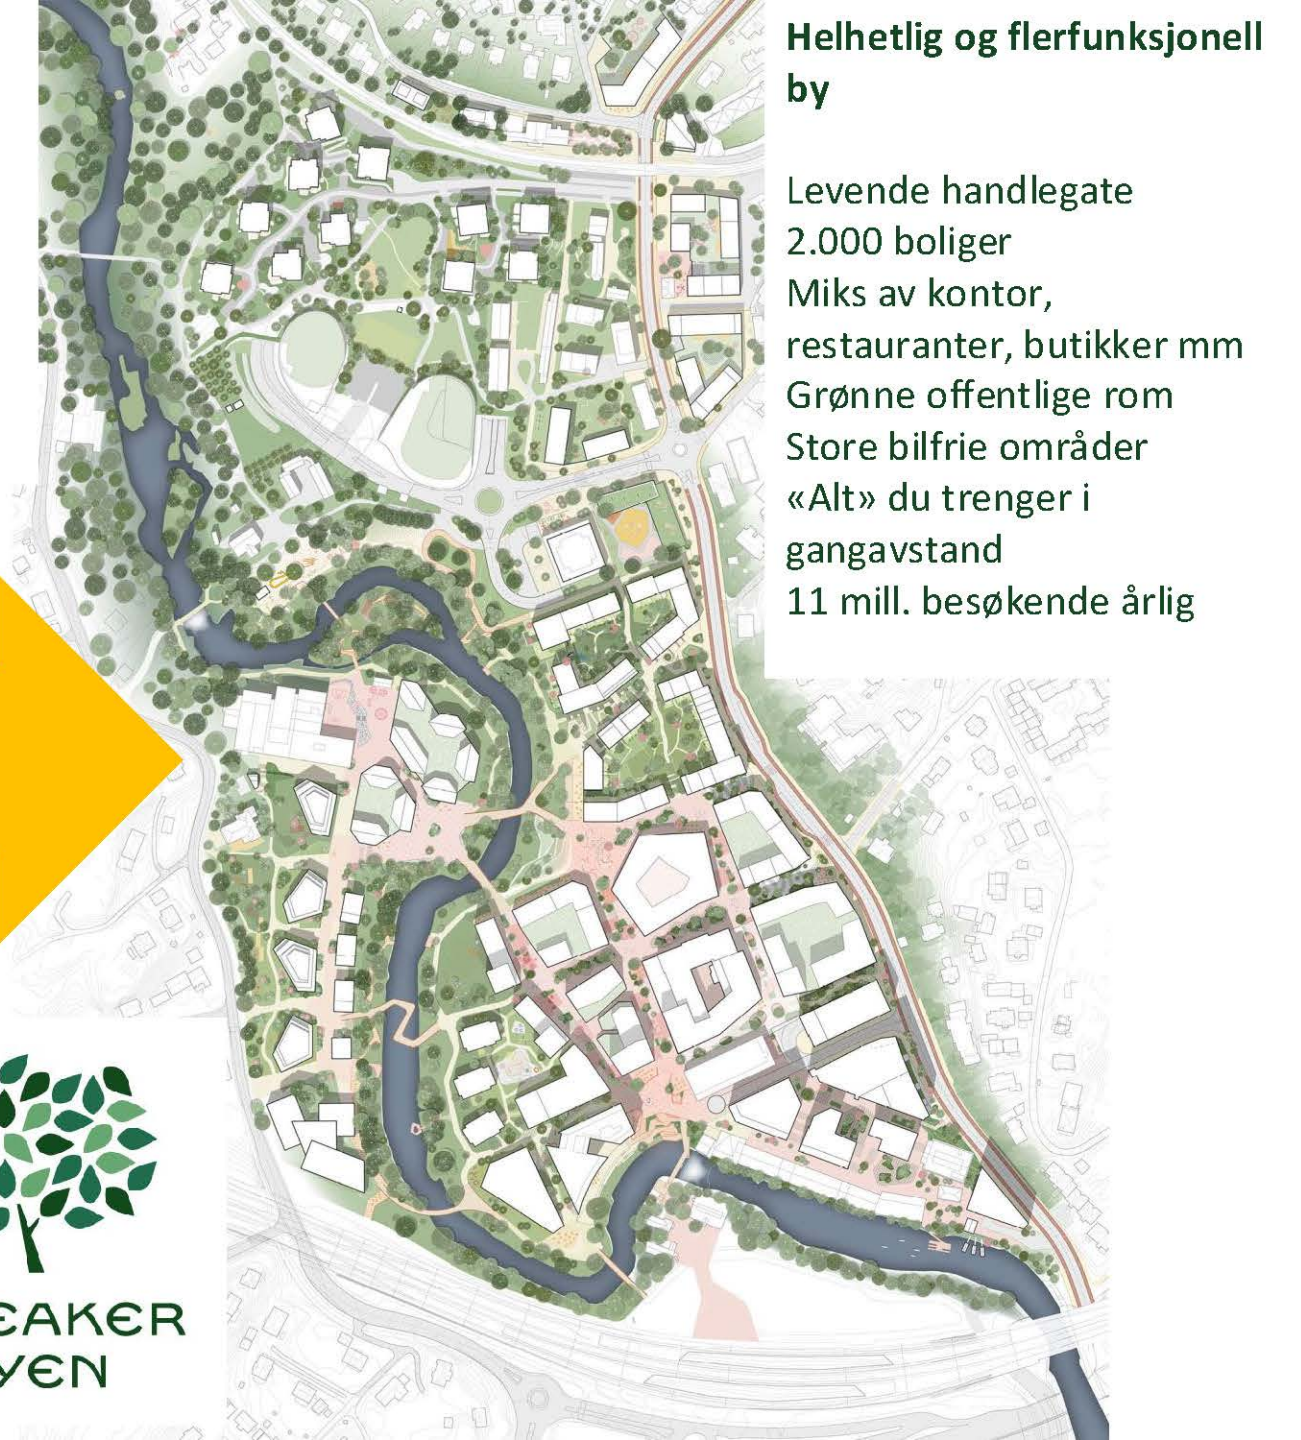 Helhetlig og flerfunksjonell
by
Levende handlegate
2.000 boliger
Miks av kontor,
restauranter, butikker mm
Grønne offentlige rom
Store bilfrie områder
«Alt» du trenger i
gangavstand
11 mill. besøkende årlig
EAKER
YEN